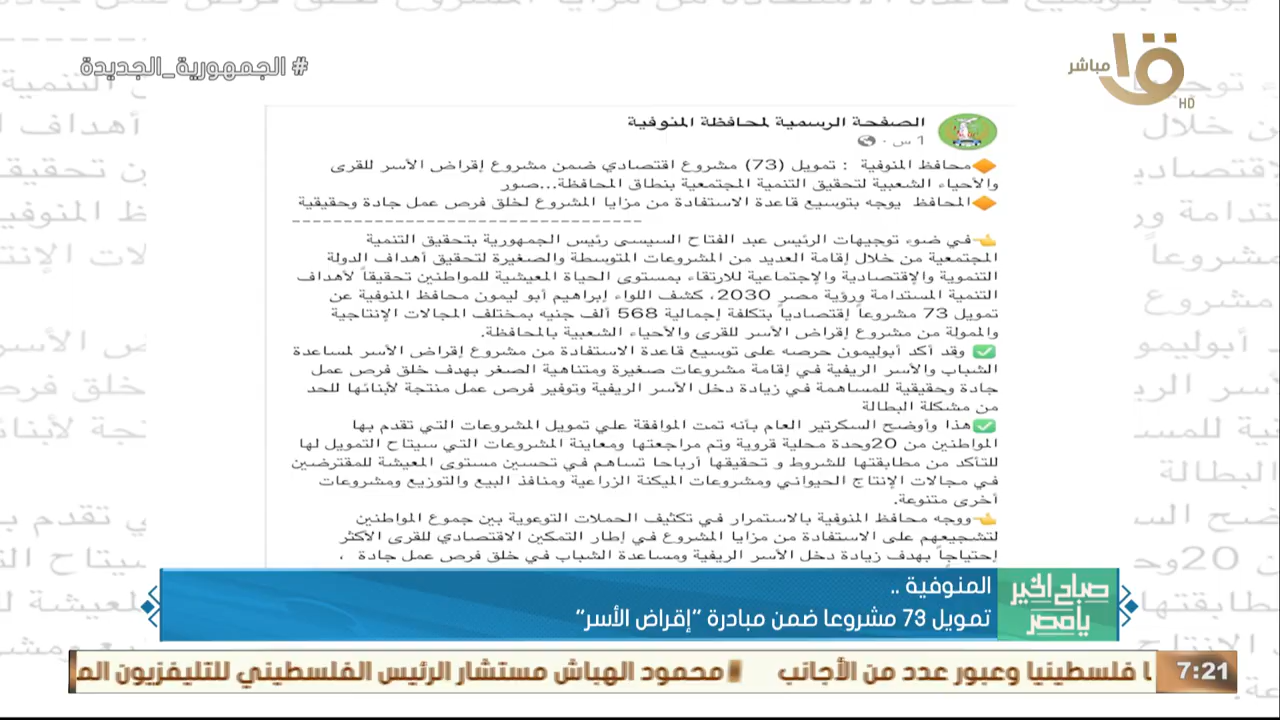 # الجمهورية_الجديدة
مباشر
HD
الصفحة الرسمية لمحافظة المنوفية
1 س ·
محافظ المنوفية : تمويل (73) مشروع اقتصادي ضمن مشروع إقراض الأسر للقرى
والأحياء الشعبية لتحقيق التنمية المجتمعية بنطاق المحافظة...صور
المحافظ يوجه بتوسيع قاعدة الاستفادة من مزايا المشروع لخلق فرص عمل جادة وحقيقية
--------------------------------
في ضوء توجيهات الرئيس عبد الفتاح السيسى رئيس الجمهورية بتحقيق التنمية
المجتمعية من خلال إقامة العديد من المشروعات المتوسطة والصغيرة لتحقيق أهداف الدولة
التنموية والإقتصادية والإجتماعية للارتقاء بمستوى الحياة المعيشية للمواطنين تحقيقاً لأهداف
التنمية المستدامة ورؤية مصر 2030، كشف اللواء إبراهيم أبو ليمون محافظ المنوفية عن
تمويل 73 مشروعاً إقتصادياً بتكلفة إجمالية 568 ألف جنيه بمختلف المجالات الإنتاجية
والممولة من مشروع إقراض الأسر للقرى والأحياء الشعبية بالمحافظة.
وقد أكد أبوليمون حرصه على توسيع قاعدة الاستفادة من مشروع إقراض الأسر لمساعدة
الشباب والأسر الريفية في إقامة مشروعات صغيرة ومتناهية الصغر بهدف خلق فرص عمل
جادة وحقيقية للمساهمة في زيادة دخل الأسر الريفية وتوفير فرص عمل منتجة لأبنائها للحد
من مشكلة البطالة
هذا وأوضح السكرتير العام بأنه تمت الموافقة علي تمويل المشروعات التي تقدم بها
المواطنين من 20وحدة محلية قروية وتم مراجعتها ومعاينة المشروعات التي سيتاح التمويل لها
للتأكد من مطابقتها للشروط و تحقيقها أرباحا تساهم في تحسين مستوى المعيشة للمقترضين
في مجالات الإنتاج الحيواني ومشروعات الميكنة الزراعية ومنافذ البيع والتوزيع ومشروعات
أخرى متنوعة.
ووجه محافظ المنوفية بالاستمرار في تكثيف الحملات التوعوية بين جموع المواطنين
لتشجيعهم على الاستفادة من مزايا المشروع في إطار التمكين الاقتصادي للقرى الأكثر
إحتياجاً بهدف زيادة دخل الأسر الريفية ومساعدة الشباب في خلق فرص عمل جادة ،
صباح الخير
يا مصر
المنوفية ..
تمويل 73 مشروعا ضمن مبادرة "إقراض الأسر"
7:21
ا فلسطينيا وعبور عدد من الأجانب
محمود الهباش مستشار الرئيس الفلسطيني للتليفزيون الم